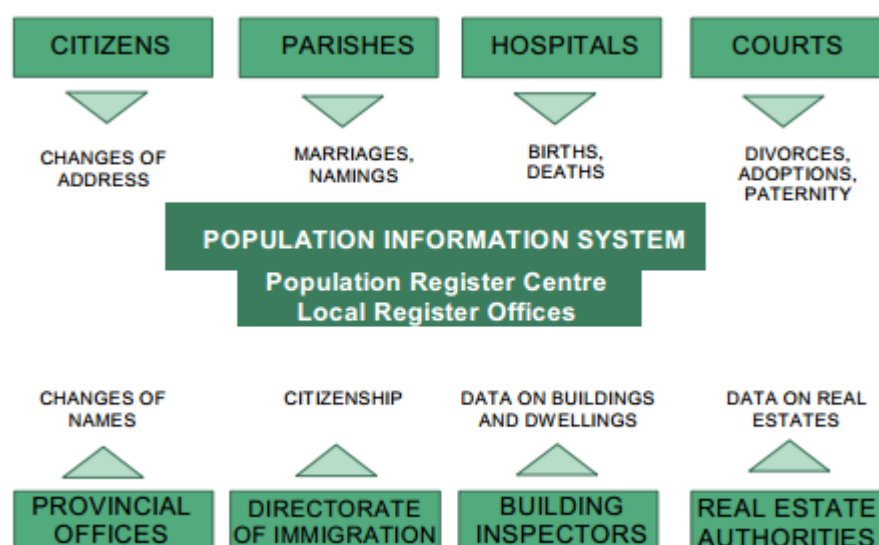 CITIZENS
PARISHES
HOSPITALS
COURTS
CHANGES OF
ADDRESS
MARRIAGES,
NAMINGS
BIRTHS,
DEATHS
DIVORCES,
ADOPTIONS,
PATERNITY
POPULATION INFORMATION SYSTEM
Population Register Centre
Local Register Offices
CHANGES OF
NAMES
CITIZENSHIP
DATA ON BUILDINGS
AND DWELLINGS
DATA ON REAL
ESTATES
PROVINCIAL
OFFICES
DIRECTORATE
OF IMMIGRATION
BUILDING
INSPECTORS
REAL ESTATE
AUTHORITIES